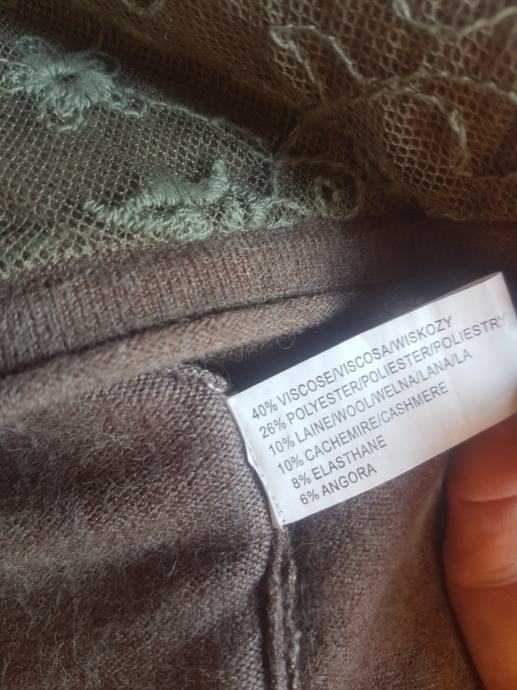 40% VISCOSE/VISCOSA/WISKOZY
26% POLYESTER/POLIESTER/POLIESTR
10% LAINE/WOOL/WELNA/LANA/LA
10% CACHEMIRE/CASHMERE
8% ELASTHANE
6% ANGORA